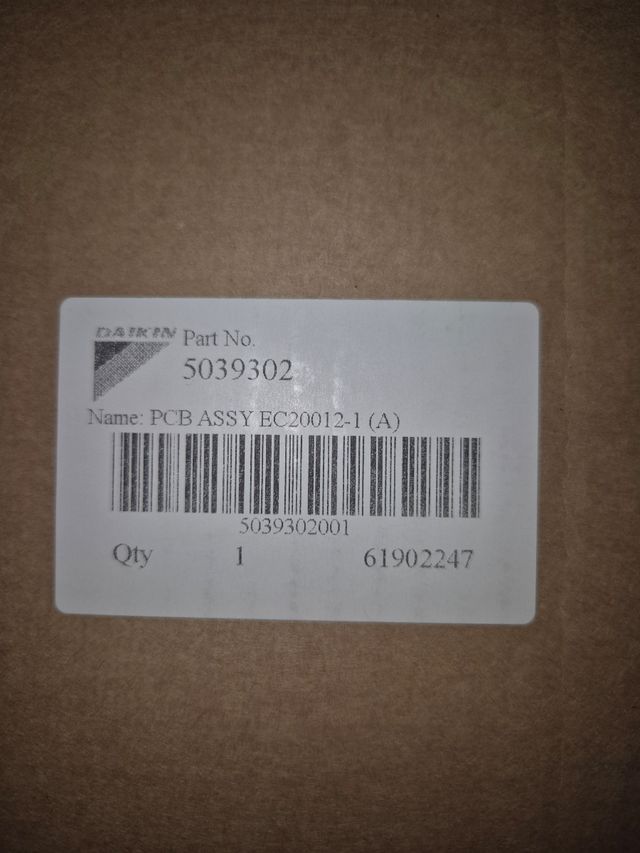 DAIKIN
Part No.
5039302
Name: PCB ASSY EC20012-1 (A)
5039302001
Qty 1 61902247